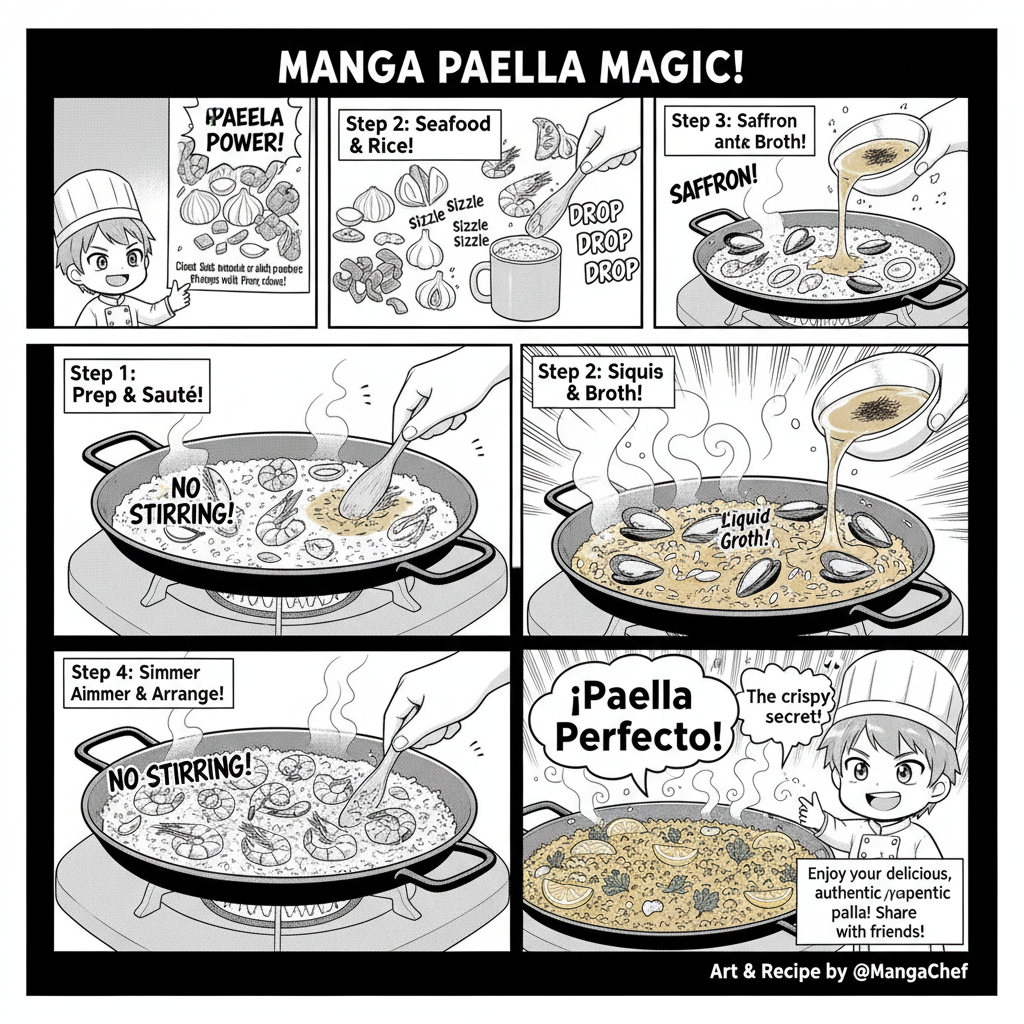 MANGA PAELLA MAGIC!
¡PAEELA
POWER!
Step 2: Seafood
& Rice!
Sizzle Sizzle
Sizzle
Sizzle
DROP
DROP
DROP
Step 3: Saffron
Broth!
SAFFRON!
Step 1:
Prep & Sauté!
NO
STIRRING!
Step 2: Siquis
& Broth!
Liquid
Groth!
Step 4: Simmer
Aimmer & Arrange!
NO STIRRING!
¡Paella
Perfecto!
The crispy
secret!
Enjoy your delicious,
authentic
palla! Share
with friends!
Art & Recipe by @MangaChef